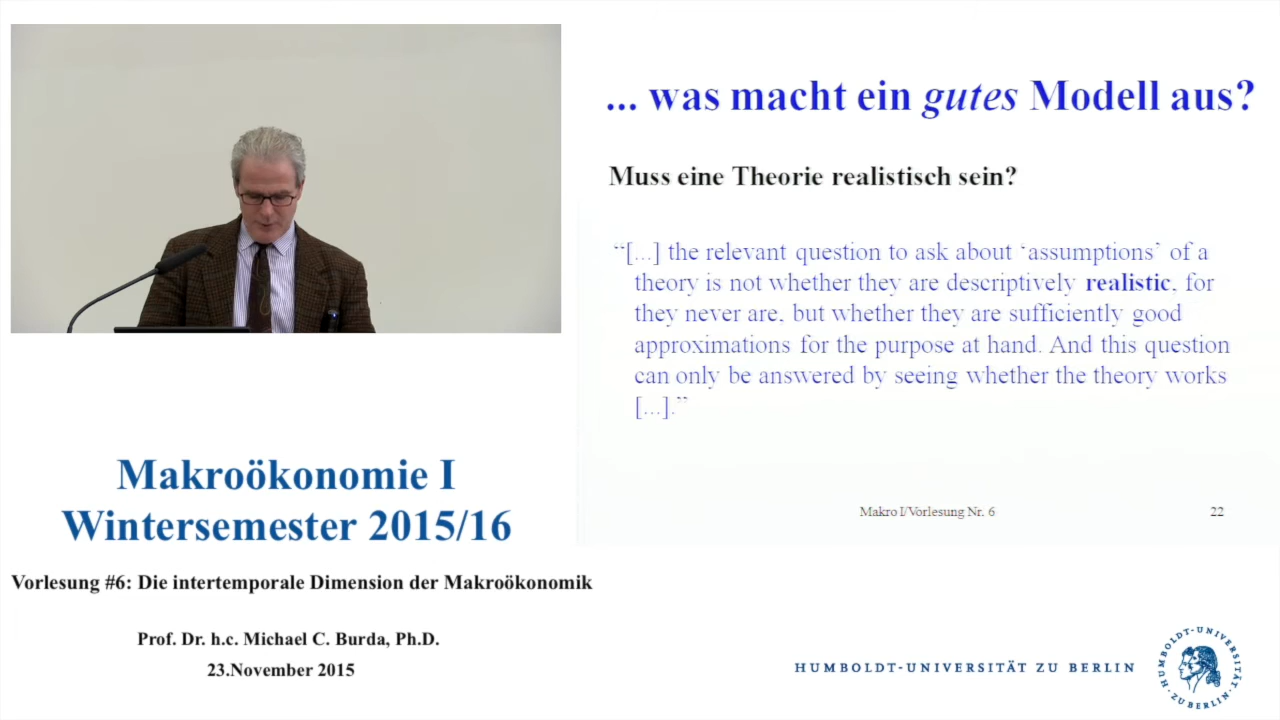 ... was macht ein gutes Modell aus?
Muss eine Theorie realistisch sein?
“[...] the relevant question to ask about ‘assumptions’ of a
theory is not whether they are descriptively realistic, for
they never are, but whether they are sufficiently good
approximations for the purpose at hand. And this question
can only be answered by seeing whether the theory works
[...].”
Makro I/Vorlesung Nr. 6
22
Makroökonomie I
Wintersemester 2015/16
Vorlesung #6: Die intertemporale Dimension der Makroökonomik
Prof. Dr. h.c. Michael C. Burda, Ph.D.
23.November 2015
HUMBOLDT-UNIVERSITÄT ZU BERLIN
HUMBOLDT-UNIVERSITÄT
ZU BERLIN